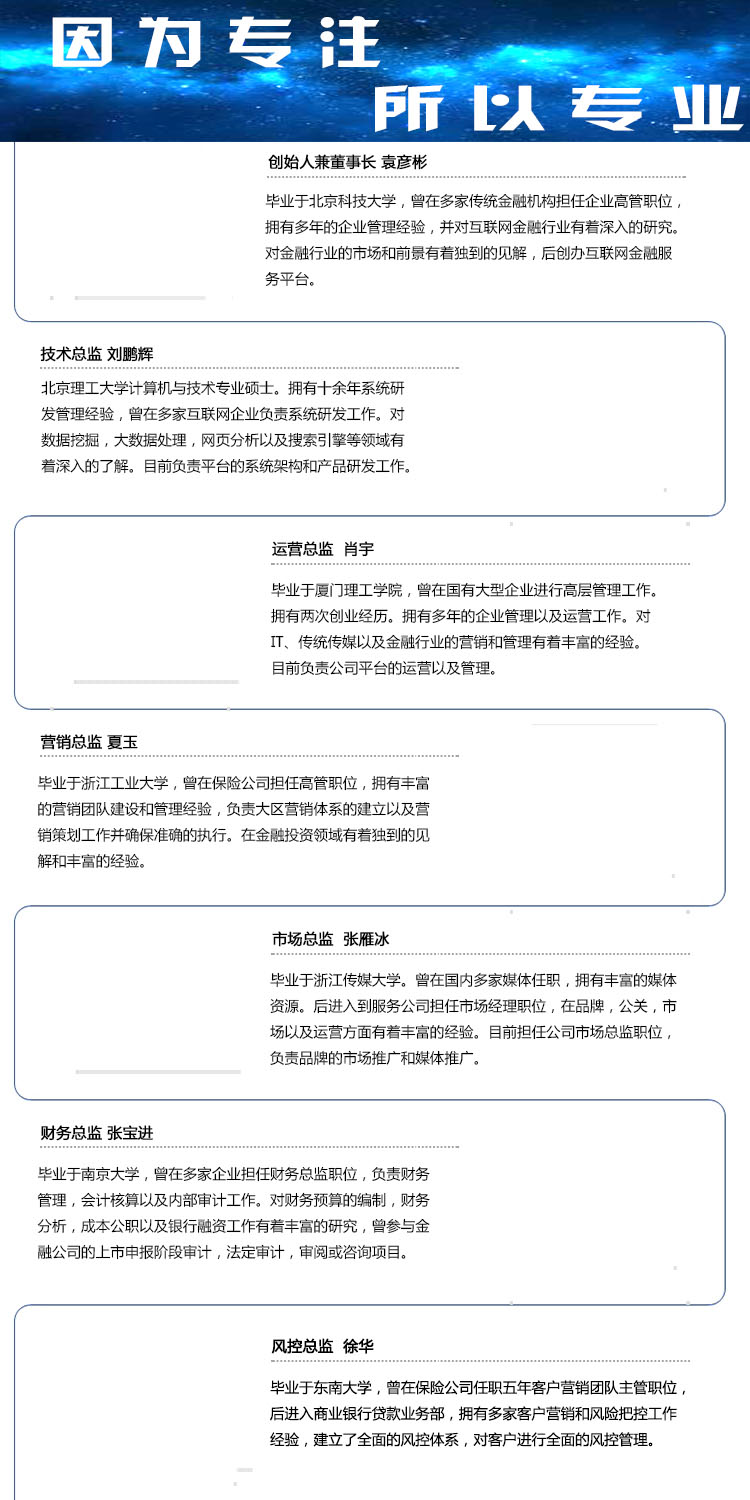 因为专注
所以专业
创始人兼董事长 袁彦彬
毕业于北京科技大学，曾在多家传统金融机构担任企业高管职位，
拥有多年的企业管理经验，并对互联网金融行业有着深入的研究。
对金融行业的市场和前景有着独到的见解，后创办互联网金融服
务平台。
技术总监 刘鹏辉
北京理工大学计算机与技术专业硕士。拥有十余年系统研
发管理经验，曾在多家互联网企业负责系统研发工作。对
数据挖掘，大数据处理，网页分析以及搜索引擎等领域有
着深入的了解。目前负责平台的系统架构和产品研发工作。
运营总监 肖宇
毕业于厦门理工学院，曾在国有大型企业进行高层管理工作。
拥有两次创业经历。拥有多年的企业管理以及运营工作。对
IT、传统传媒以及金融行业的营销和管理有着丰富的经验。
目前负责公司平台的运营以及管理。
营销总监 夏玉
毕业于浙江工业大学，曾在保险公司担任高管职位，拥有丰富
的营销团队建设和管理经验，负责大区营销体系的建立以及营
销策划工作并确保准确的执行。在金融投资领域有着独到的见
解和丰富的经验。
市场总监 张雁冰
毕业于浙江传媒大学。曾在国内多家媒体任职，拥有丰富的媒体
资源。后进入到服务公司担任市场经理职位，在品牌，公关，市
场以及运营方面有着丰富的经验。目前担任公司市场总监职位，
负责品牌的市场推广和媒体推广。
财务总监 张宝进
毕业于南京大学，曾在多家企业担任财务总监职位，负责财务
管理，会计核算以及内部审计工作。对财务预算的编制，财务
分析，成本公职以及银行融资工作有着丰富的研究，曾参与金
融公司的上市申报阶段审计，法定审计，审阅或咨询项目。
风控总监 徐华
毕业于东南大学，曾在保险公司任职五年客户营销团队主管职位，
后进入商业银行贷款业务部，拥有多家客户营销和风险把控工作
经验，建立了全面的风控体系，对客户进行全面的风控管理。